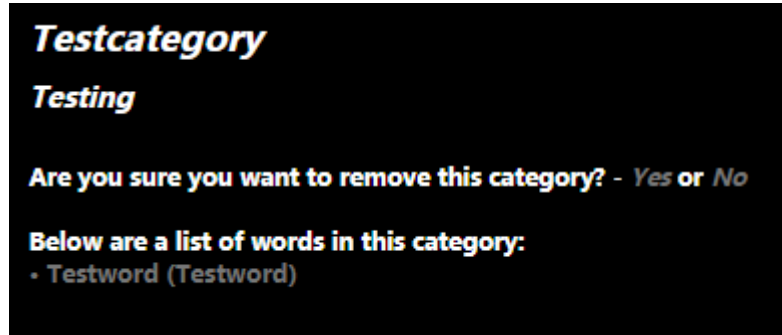 Testcategory
Testing
Are you sure you want to remove this category? - Yes or No
Below are a list of words in this category:
• Testword (Testword)